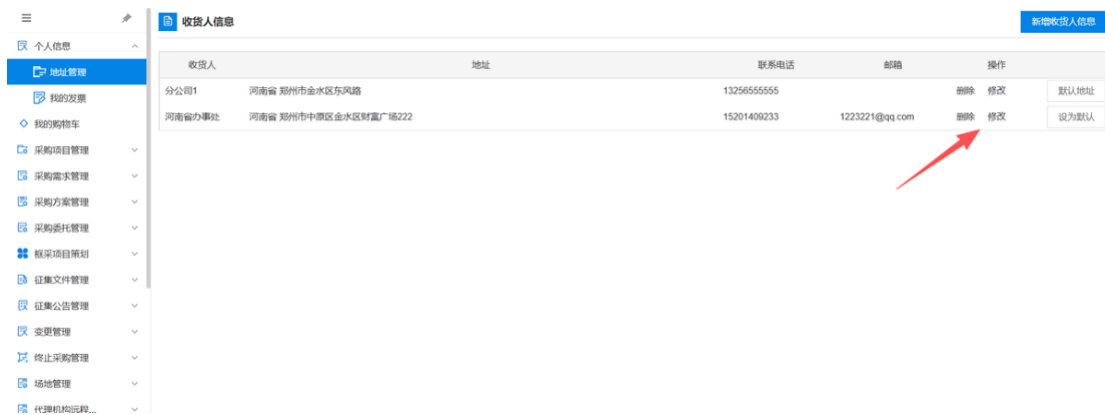 收货人信息
新增收货人信息
个人信息
地址管理
我的发票
我的购物车
采购项目管理
采购需求管理
采购方案管理
采购委托管理
框采项目策划
征集文件管理
征集公告管理
变更管理
终止采购管理
场地管理
代理机构远程...
收货人 地址 联系电话 邮箱 操作
分公司1 河南省 郑州市金水区东风路 13256555555 删除 修改 默认地址
河南省办事处 河南省 郑州市中原区金水区财富广场222 15201409233 1223221@qq.com 删除 修改 设为默认